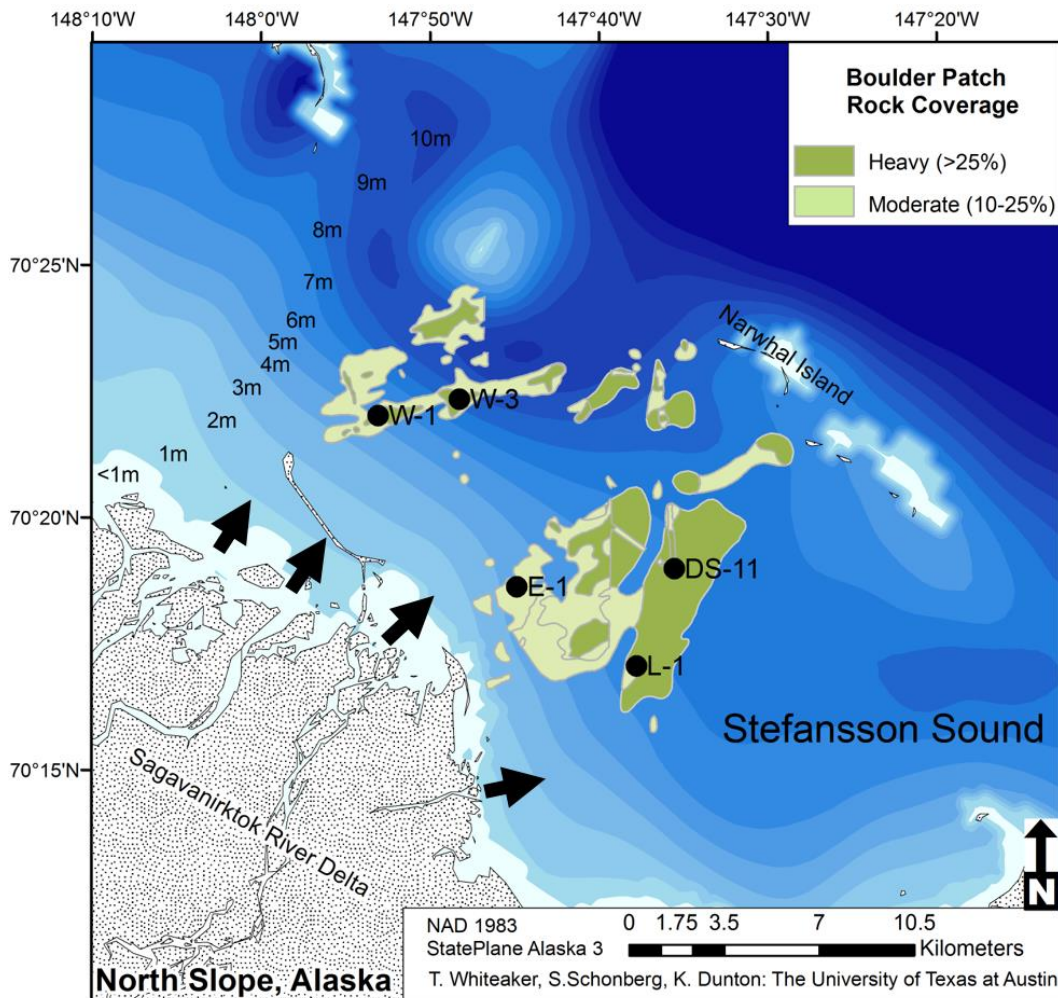 148°10'W
148°0'W
147°50'W
147°40'W
147°30'W
147°20'W
Boulder Patch
Rock Coverage
Heavy (>25%)
Moderate (10-25%)
10m
9m
8m
7m
6m
5m
4m
3m
2m
1m
<1m
70°25'N
70°20'N
70°15'N
Narwhal Island
W-1
W-3
E-1
DS-11
L-1
Stefansson Sound
Sagavanirktok River Delta
N
NAD 1983
StatePlane Alaska 3
0 1.75 3.5 7 10.5
Kilometers
North Slope, Alaska
T. Whiteaker, S.Schonberg, K. Dunton: The University of Texas at Austin